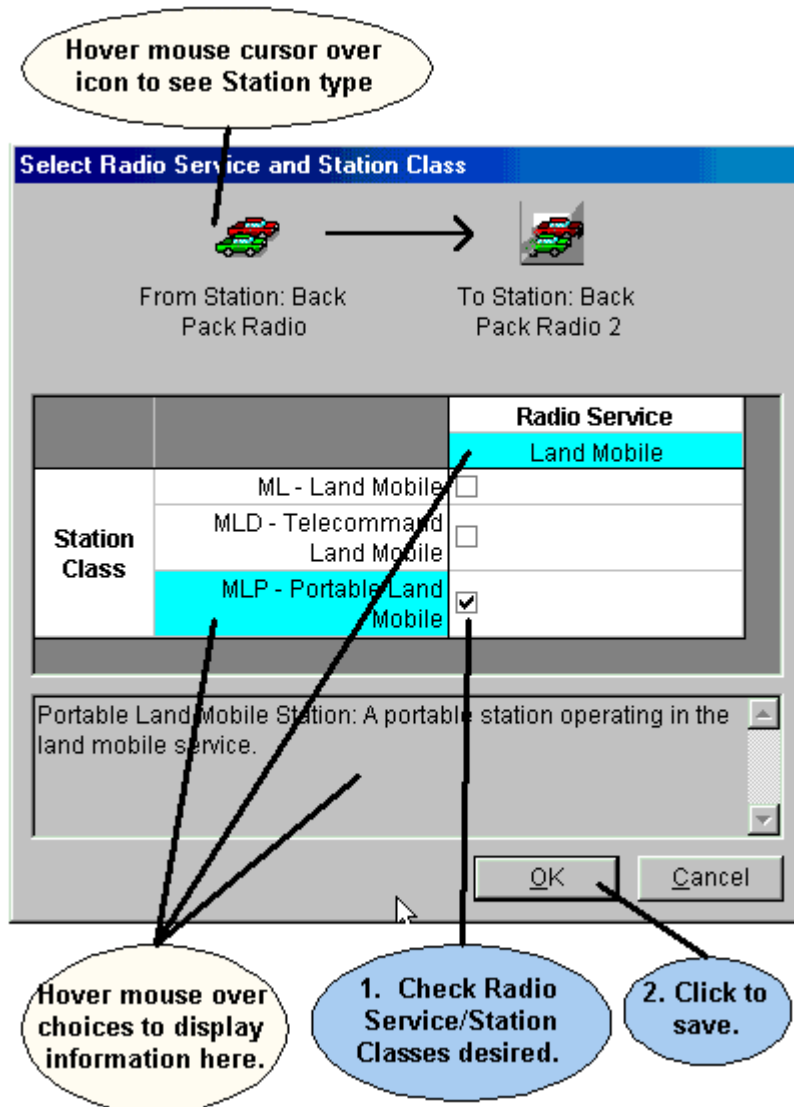 Hover mouse cursor over
icon to see Station type
Select Radio Service and Station Class
From Station: Back
Pack Radio
To Station: Back
Pack Radio 2
Radio Service
Land Mobile
Station
Class
ML - Land Mobile
MLD - Telecommand
Land Mobile
MLP - Portable Land
Mobile
Portable Land Mobile Station: A portable station operating in the
land mobile service.
OK
Cancel
Hover mouse over
choices to display
information here.
1. Check Radio
Service/Station
Classes desired.
2. Click to
save.